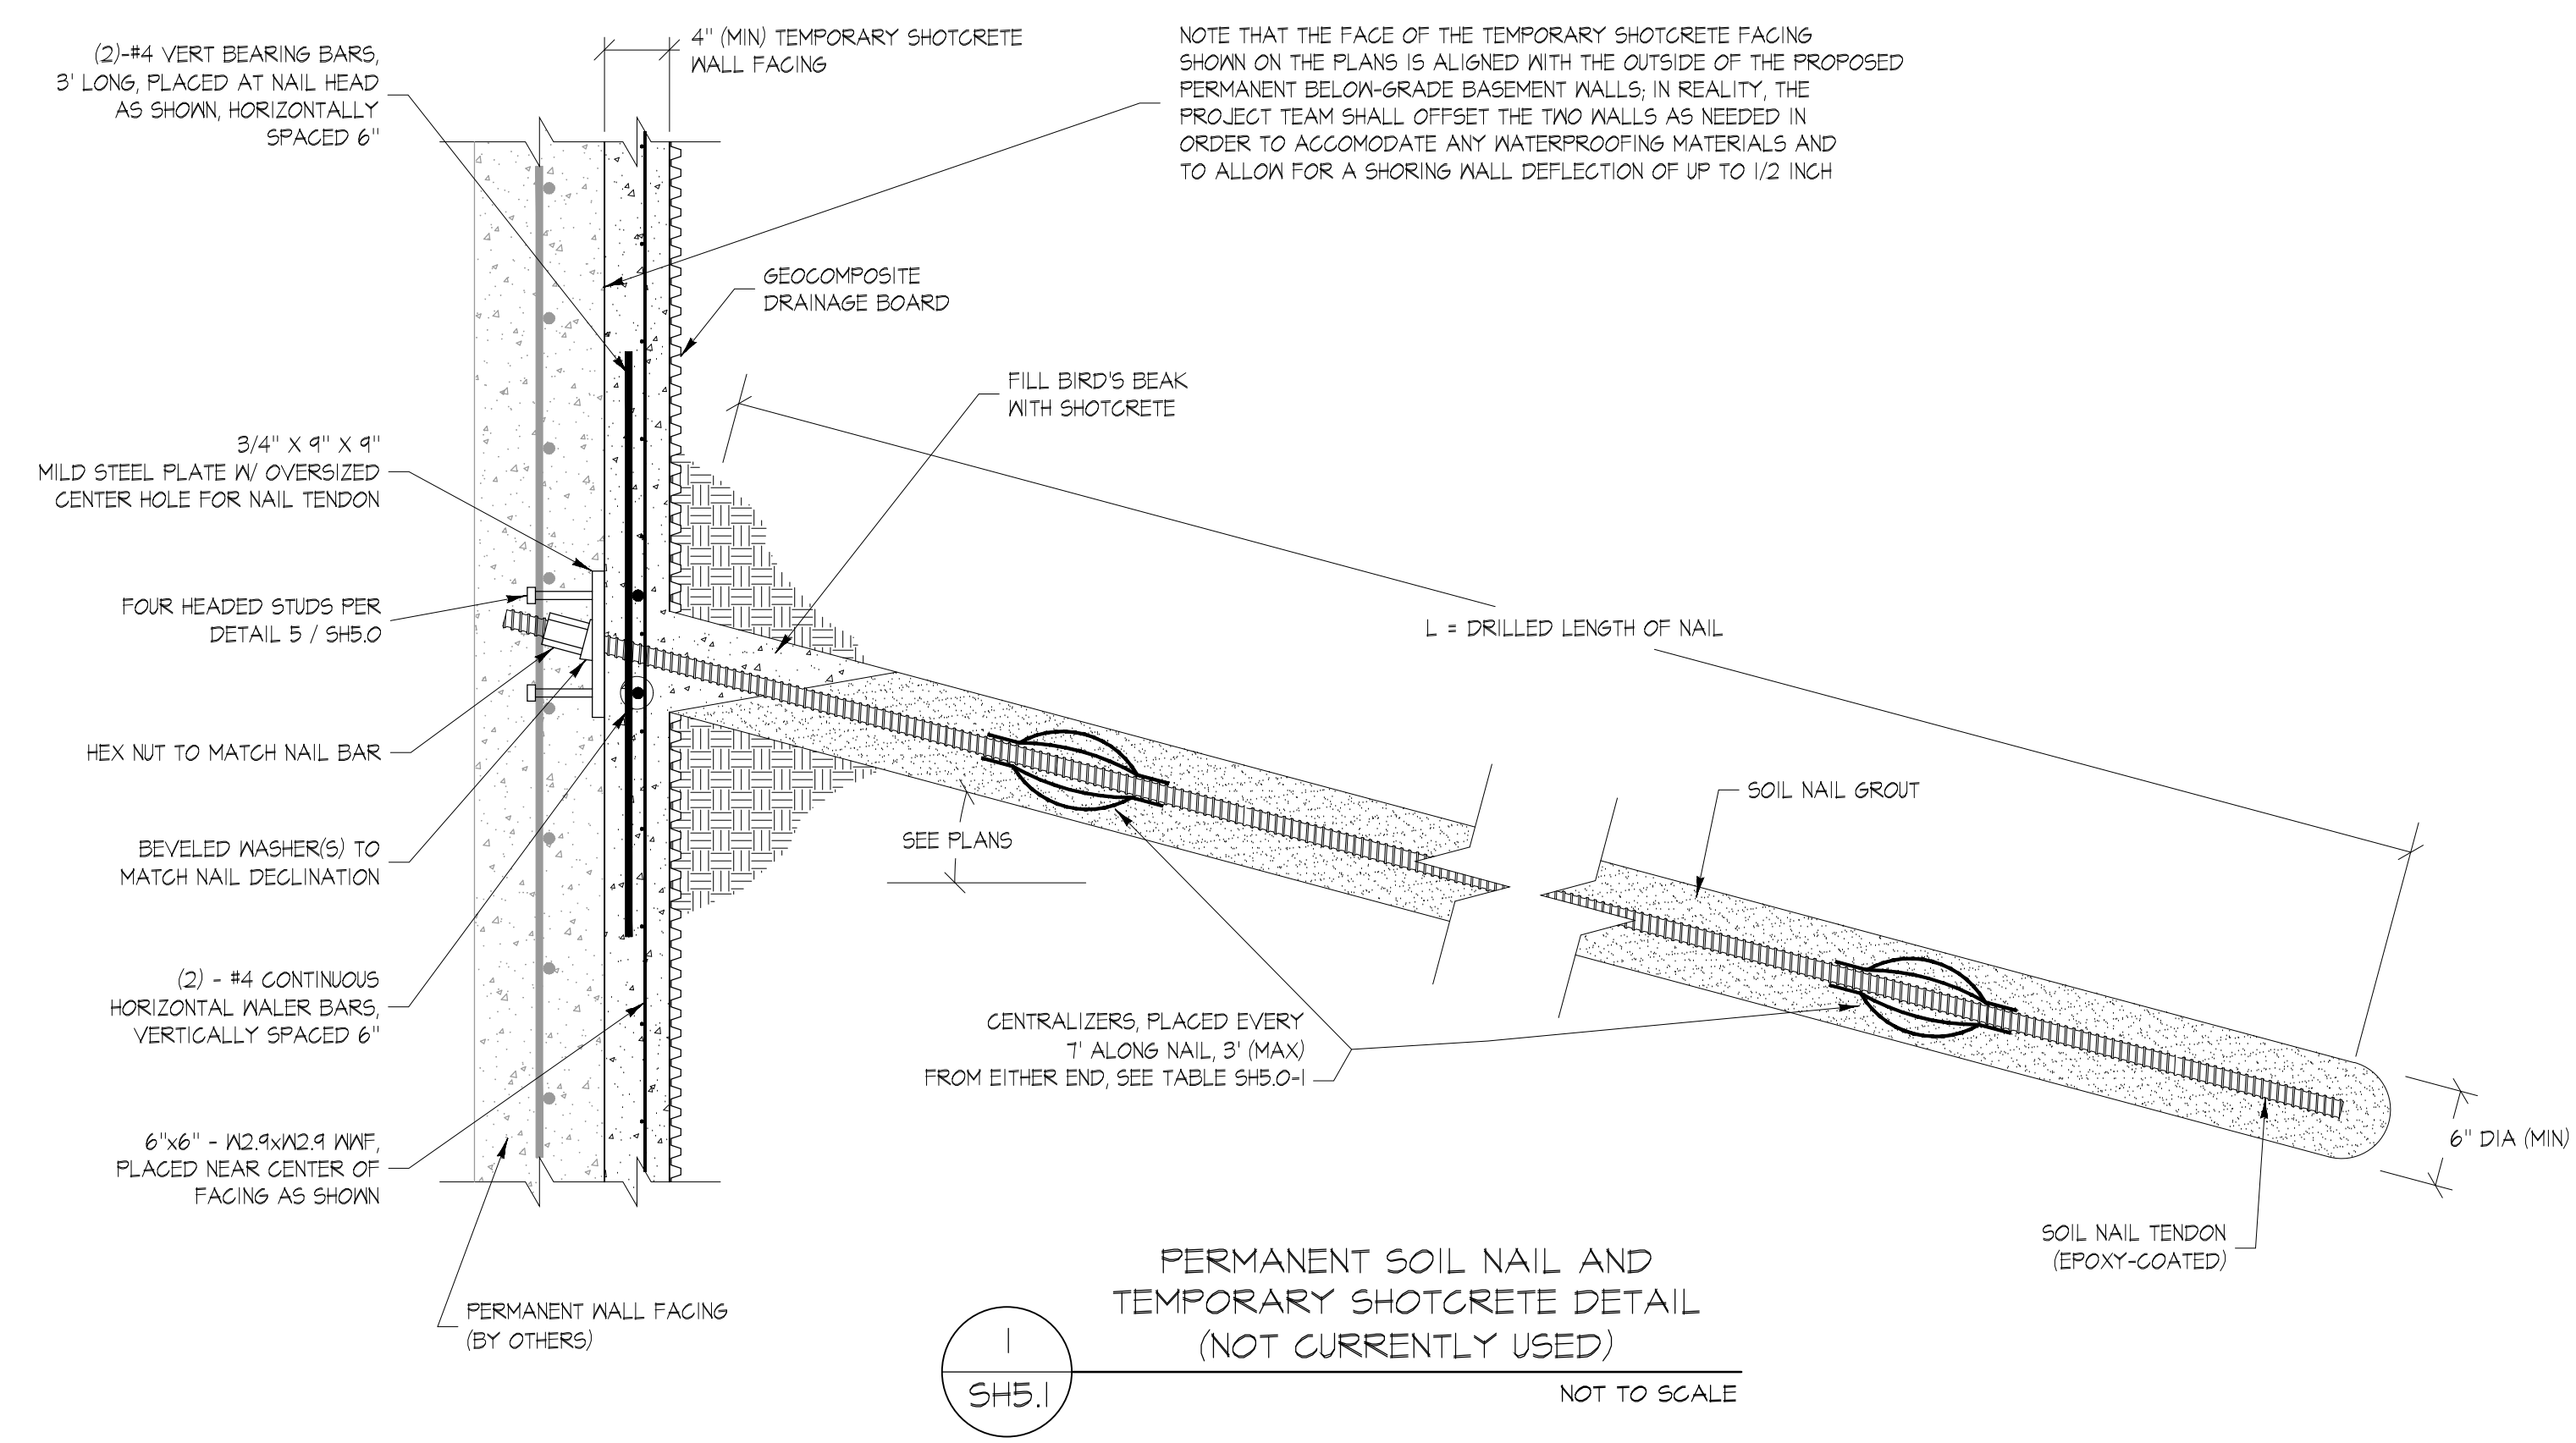 (2)-#4 VERT BEARING BARS,
3' LONG, PLACED AT NAIL HEAD
AS SHOWN, HORIZONTALLY
SPACED 6"
4" (MIN) TEMPORARY SHOTCRETE
WALL FACING
NOTE THAT THE FACE OF THE TEMPORARY SHOTCRETE FACING
SHOWN ON THE PLANS IS ALIGNED WITH THE OUTSIDE OF THE PROPOSED
PERMANENT BELOW-GRADE BASEMENT WALLS; IN REALITY, THE
PROJECT TEAM SHALL OFFSET THE TWO WALLS AS NEEDED IN
ORDER TO ACCOMODATE ANY WATERPROOFING MATERIALS AND
TO ALLOW FOR A SHORING WALL DEFLECTION OF UP TO 1/2 INCH
GEOCOMPOSITE
DRAINAGE BOARD
FILL BIRD'S BEAK
WITH SHOTCRETE
3/4" X 9" X 9"
MILD STEEL PLATE W/ OVERSIZED
CENTER HOLE FOR NAIL TENDON
FOUR HEADED STUDS PER
DETAIL 5 / SH5.0
L = DRILLED LENGTH OF NAIL
HEX NUT TO MATCH NAIL BAR
SOIL NAIL GROUT
SEE PLANS
BEVELED WASHER(S) TO
MATCH NAIL DECLINATION
(2) - #4 CONTINUOUS
HORIZONTAL WALER BARS,
VERTICALLY SPACED 6"
CENTRALIZERS, PLACED EVERY
7' ALONG NAIL, 3' (MAX)
FROM EITHER END, SEE TABLE SH5.0-1
6"x6" - W2.9xW2.9 WWF,
PLACED NEAR CENTER OF
FACING AS SHOWN
6" DIA (MIN)
SOIL NAIL TENDON
(EPOXY-COATED)
PERMANENT WALL FACING
(BY OTHERS)
PERMANENT SOIL NAIL AND
TEMPORARY SHOTCRETE DETAIL
(NOT CURRENTLY USED)
1
SH5.1
NOT TO SCALE